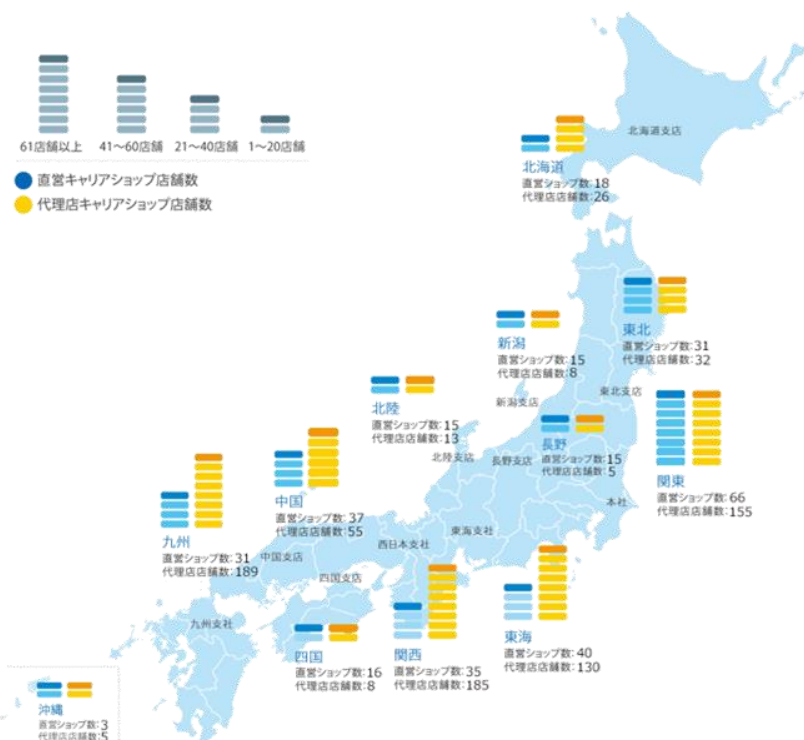 61店舗以上 41〜60店舗 21〜40店舗 1〜20店舗
直営キャリアショップ店舗数
代理店キャリアショップ店舗数
北海道支店
北海道
直営ショップ数:18
代理店店舗数:26
東北
直営ショップ数:31
代理店店舗数:32
東北支店
新潟
直営ショップ数:15
代理店店舗数:8
新潟支店
北陸
直営ショップ数:15
代理店店舗数:13
北陸支店
長野
直営ショップ数:15
代理店店舗数:5
長野支店
関東
直営ショップ数:66
代理店店舗数:155
本社
中国
直営ショップ数:37
代理店店舗数:55
中国支店
九州
直営ショップ数:31
代理店店舗数:189
九州支社
西日本支社
東海支社
四国支店
四国
直営ショップ数:16
代理店店舗数:8
関西
直営ショップ数:35
代理店店舗数:185
東海
直営ショップ数:40
代理店店舗数:130
沖縄
直営ショップ数:3
代理店店舗数:5